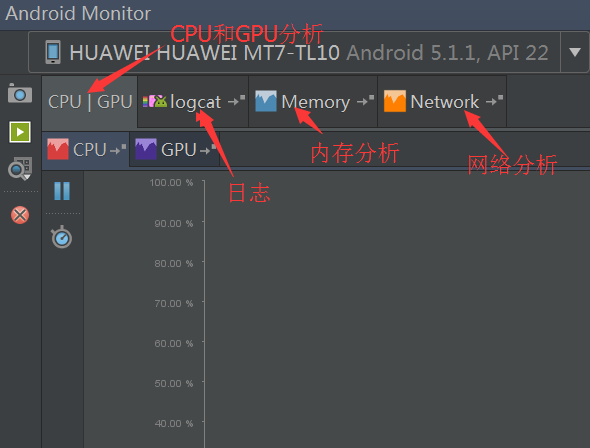 Android Monitor
CPU和GPU分析
HUAWEI HUAWEI MT7-TL10 Android 5.1.1, API 22
CPU | GPU logcat Memory Network
CPU GPU
内存分析
网络分析
日志
100.00 %
90.00 %
80.00 %
70.00 %
60.00 %
50.00 %
40.00 %